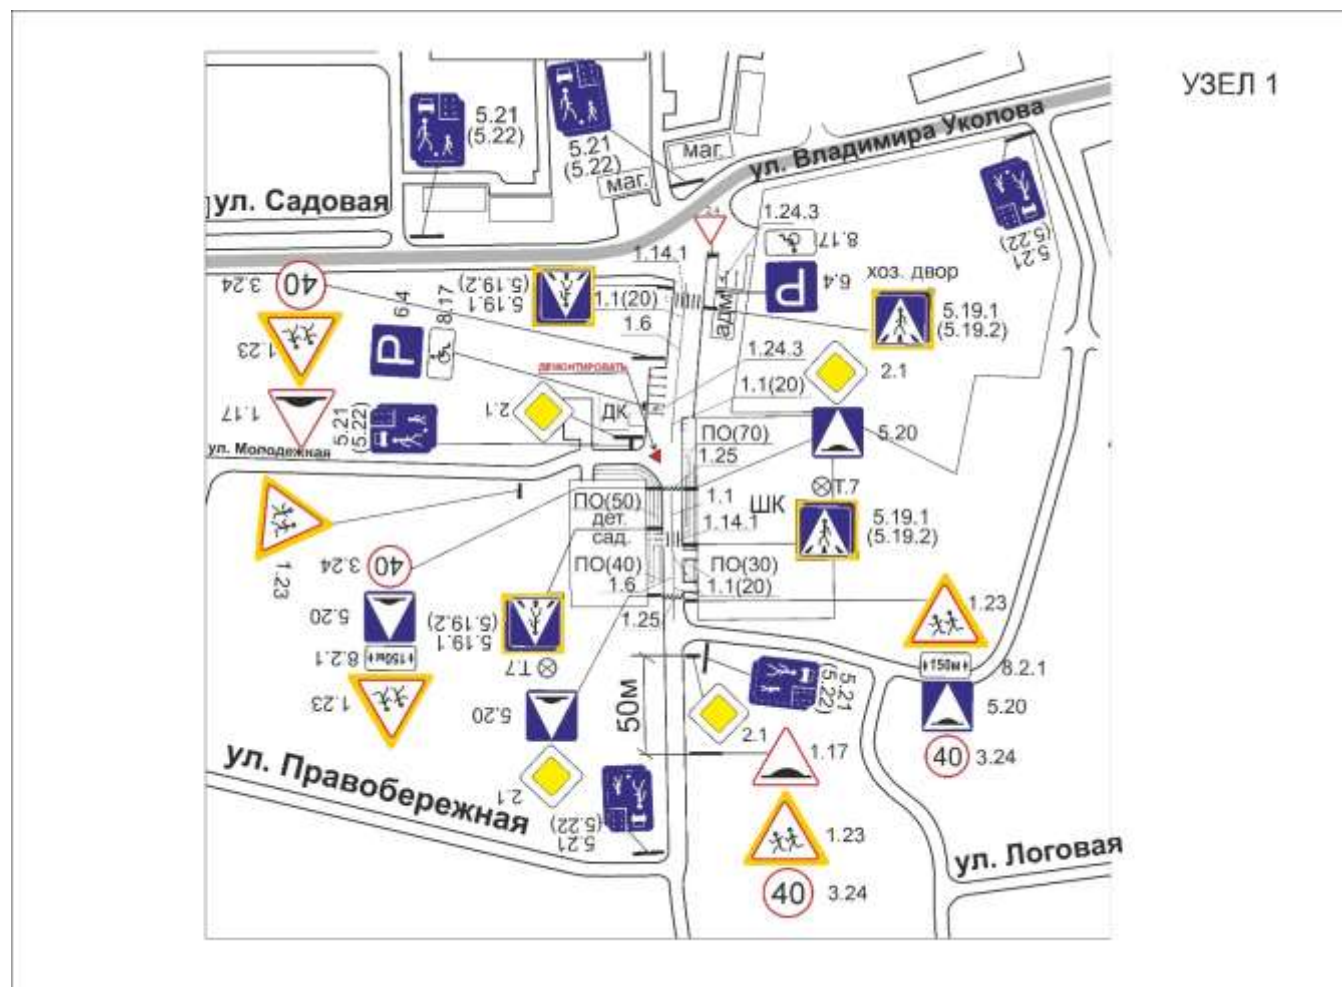 УЗЕЛ 1
5.21
(5.22)
5.21
(5.22)
маг.
маг.
ул. Владимира Уколова
ул. Садовая
5.21
(5.22)
1.24.3
8.17
6.4
1.14.1
адм.
хоз. двор
5.19.1
(5.19.2)
3.24
40
1.23
1.17
6.4
P
8.17
5.19.1
(5.19.2)
1.1(20)
1.6
P
1.24.3
1.1(20)
2.1
ДЕМОНТИРОВАТЬ
2.1
ДК
5.21
(5.22)
ул. Молодежная
ПО(70)
1.25
5.20
Т.7
1.1
ШК
1.14.1
5.19.1
(5.19.2)
ПО(50)
дет.
сад.
ПО(40)
1.6
1.25
ПО(30)
1.1(20)
1.23
3.24
40
5.20
8.2.1
150м
1.23
5.19.1
(5.19.2)
Т.7
5.20
2.1
1.23
150м
8.2.1
5.20
40
3.24
50м
5.21
(5.22)
2.1
1.17
1.23
40
3.24
5.21
(5.22)
ул. Правобережная
ул. Логовая